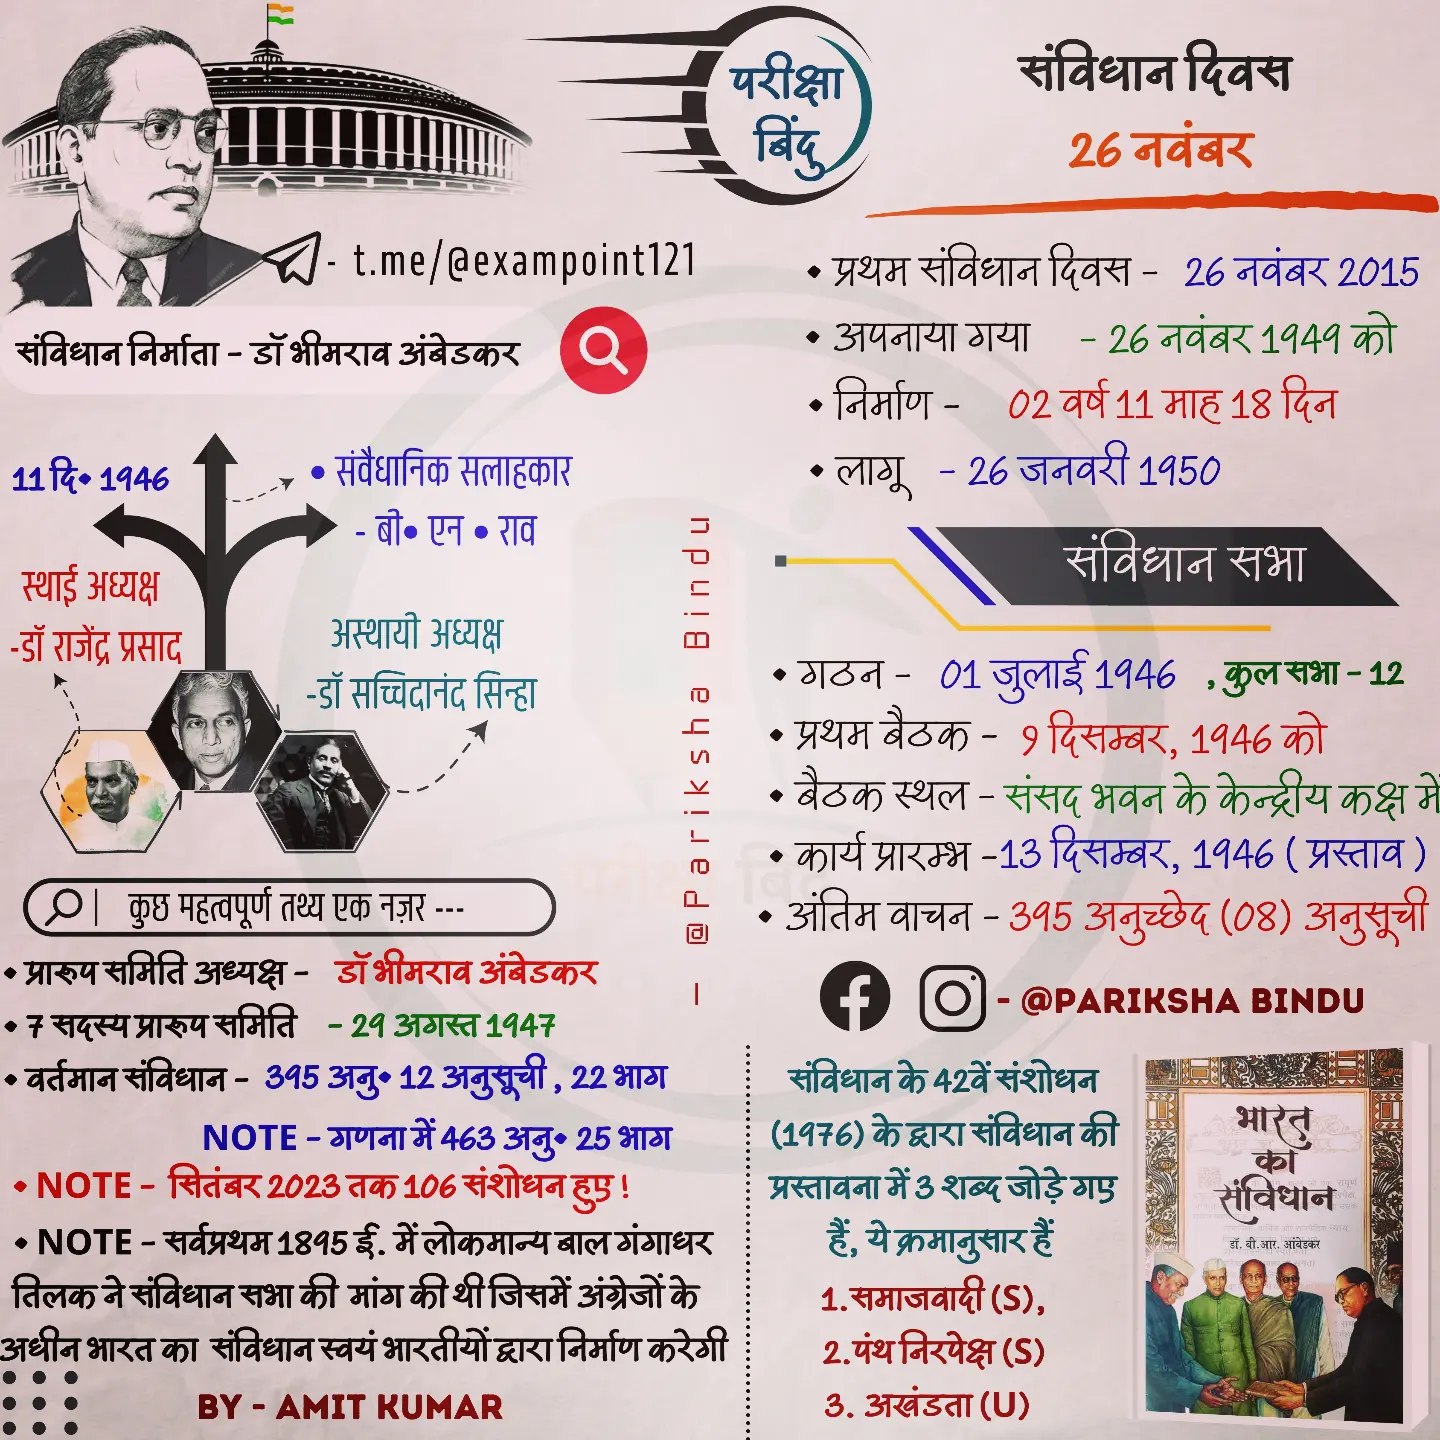 परीक्षा
बिंदु
संविधान दिवस
26 नवंबर
- t.me/@exampoint121
संविधान निर्माता - डॉ भीमराव अंबेडकर
• प्रथम संविधान दिवस - 26 नवंबर 2015
• अपनाया गया - 26 नवंबर 1949 को
• निर्माण - 02 वर्ष 11 माह 18 दिन
• लागू - 26 जनवरी 1950
11 दि• 1946
• संवैधानिक सलाहकार
- बी• एन • राव
स्थाई अध्यक्ष
-डॉ राजेंद्र प्रसाद
अस्थायी अध्यक्ष
-डॉ सच्चिदानंद सिन्हा
- @Pariksha Bindu
संविधान सभा
• गठन - 01 जुलाई 1946 , कुल सभा - 12
• प्रथम बैठक - 9 दिसम्बर, 1946 को
• बैठक स्थल - संसद भवन के केन्द्रीय कक्ष में
• कार्य प्रारम्भ -13 दिसम्बर, 1946 ( प्रस्ताव )
• अंतिम वाचन - 395 अनुच्छेद (08) अनुसूची
- @PARIKSHA BINDU
कुछ महत्वपूर्ण तथ्य एक नज़र ---
• प्रारूप समिति अध्यक्ष - डॉ भीमराव अंबेडकर
• 7 सदस्य प्रारूप समिति - 29 अगस्त 1947
• वर्तमान संविधान - 395 अनु• 12 अनुसूची , 22 भाग
NOTE - गणना में 463 अनु• 25 भाग
• NOTE - सितंबर 2023 तक 106 संशोधन हुए !
• NOTE - सर्वप्रथम 1895 ई. में लोकमान्य बाल गंगाधर
तिलक ने संविधान सभा की मांग की थी जिसमें अंग्रेजों के
अधीन भारत का संविधान स्वयं भारतीयों द्वारा निर्माण करेगी
BY - AMIT KUMAR
संविधान के 42वें संशोधन
(1976) के द्वारा संविधान की
प्रस्तावना में 3 शब्द जोड़े गए
हैं, ये क्रमानुसार हैं
1.समाजवादी (S),
2.पंथ निरपेक्ष (S)
3. अखंडता (U)
भारत
का
संविधान
डॉ. बी.आर. आंबेडकर